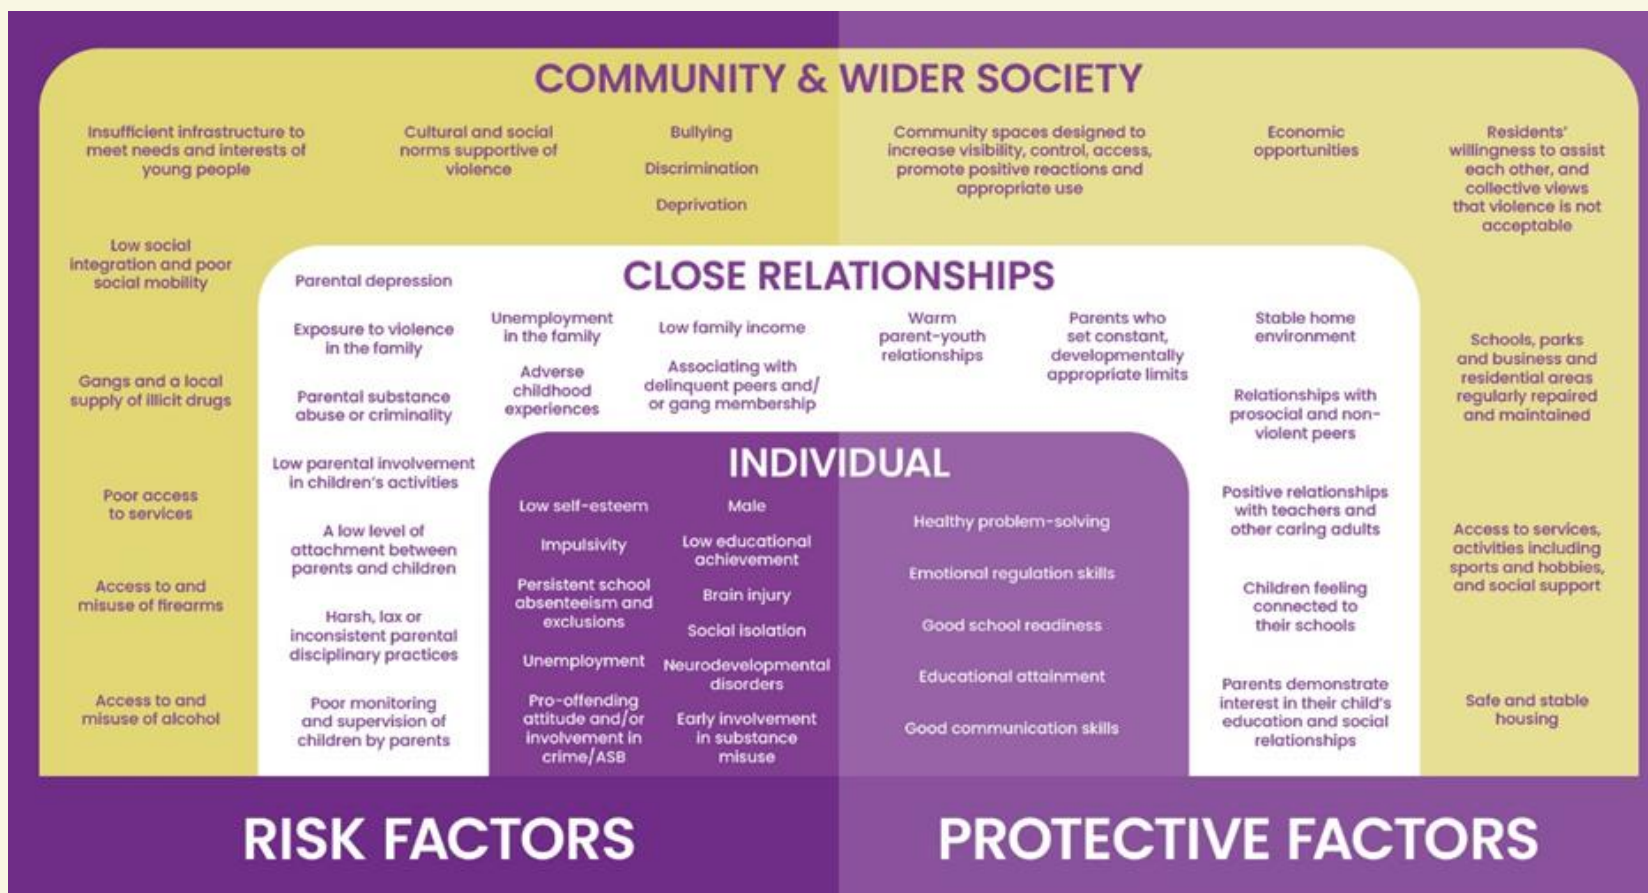 COMMUNITY & WIDER SOCIETY
Insufficient infrastructure to
meet needs and interests of
young people
Cultural and social
norms supportive of
violence
Bullying
Discrimination
Deprivation
Community spaces designed to
increase visibility, control, access,
promote positive reactions and
appropriate use
Economic
opportunities
Residents'
willingness to assist
each other, and
collective views
that violence is not
acceptable
Low social
integration and poor
social mobility
Gangs and a local
supply of illicit drugs
Poor access
to services
Access to and
misuse of firearms
Access to and
misuse of alcohol
Schools, parks
and business and
residential areas
regularly repaired
and maintained
Access to services,
activities including
sports and hobbies,
and social support
Safe and stable
housing
CLOSE RELATIONSHIPS
Parental depression
Exposure to violence
in the family
Parental substance
abuse or criminality
Low parental involvement
in children's activities
A low level of
attachment between
parents and children
Harsh, lax or
inconsistent parental
disciplinary practices
Poor monitoring
and supervision of
children by parents
Unemployment
in the family
Adverse
childhood
experiences
Low family income
Associating with
delinquent peers and/
or gang membership
Warm
parent-youth
relationships
Parents who
set constant,
developmentally
appropriate limits
Stable home
environment
Relationships with
prosocial and non-
violent peers
Positive relationships
with teachers and
other caring adults
Children feeling
connected to
their schools
Parents demonstrate
interest in their child's
education and social
relationships
INDIVIDUAL
Low self-esteem
Impulsivity
Persistent school
absenteeism and
exclusions
Unemployment
Pro-offending
attitude and/or
involvement in
crime/ASB
Male
Low educational
achievement
Brain injury
Social isolation
Neurodevelopmental
disorders
Early involvement
in substance
misuse
Healthy problem-solving
Emotional regulation skills
Good school readiness
Educational attainment
Good communication skills
RISK FACTORS
PROTECTIVE FACTORS